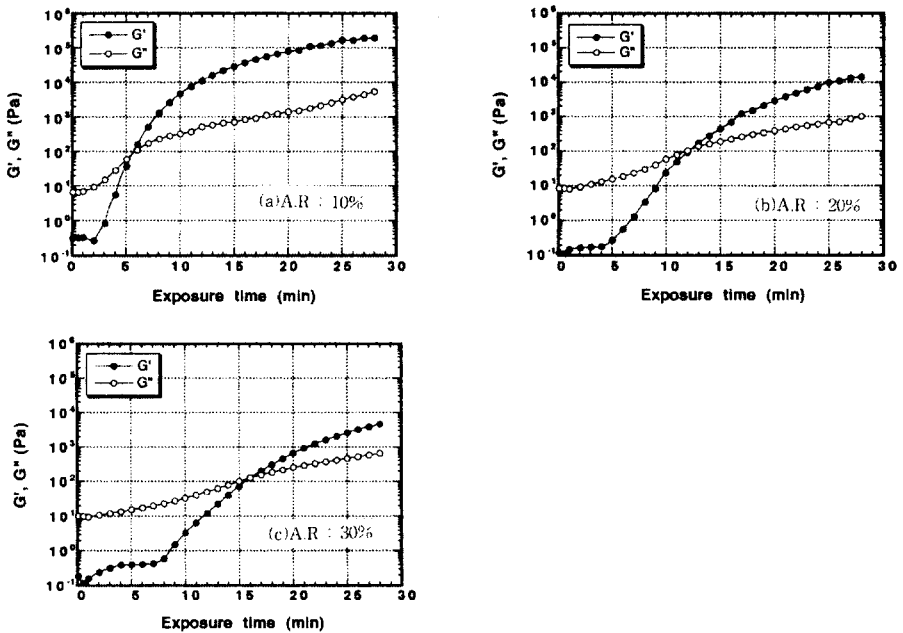 10⁶
10⁵
10⁴
10³
10²
10¹
10⁰
10⁻¹
G', G" (Pa)
G'
G"
(a)A.R : 10%
0 5 10 15 20 25 30
Exposure time (min)
10⁶
10⁵
10⁴
10³
10²
10¹
10⁰
10⁻¹
G', G" (Pa)
G'
G"
(b)A.R : 20%
0 5 10 15 20 25 30
Exposure time (min)
10⁶
10⁵
10⁴
10³
10²
10¹
10⁰
10⁻¹
G', G" (Pa)
G'
G"
(c)A.R : 30%
0 5 10 15 20 25 30
Exposure time (min)